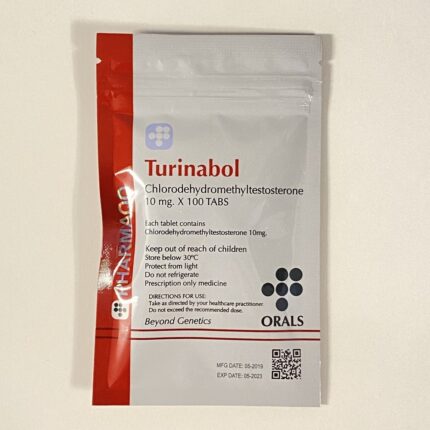 Turinabol
Chlorodehydromethyltestosterone
10 mg. X 100 TABS
Each tablet contains
Chlorodehydromethyltestosterone 10mg.
Keep out of reach of children
Store below 30ºC
Protect from light
Do not refrigerate
Prescription only medicine
DIRECTIONS FOR USE:
Take as directed by your healthcare practitioner.
Do not exceed the recommended dose.
Beyond Genetics
ORALS
MFG DATE: 05-2019
EXP DATE: 05-2023